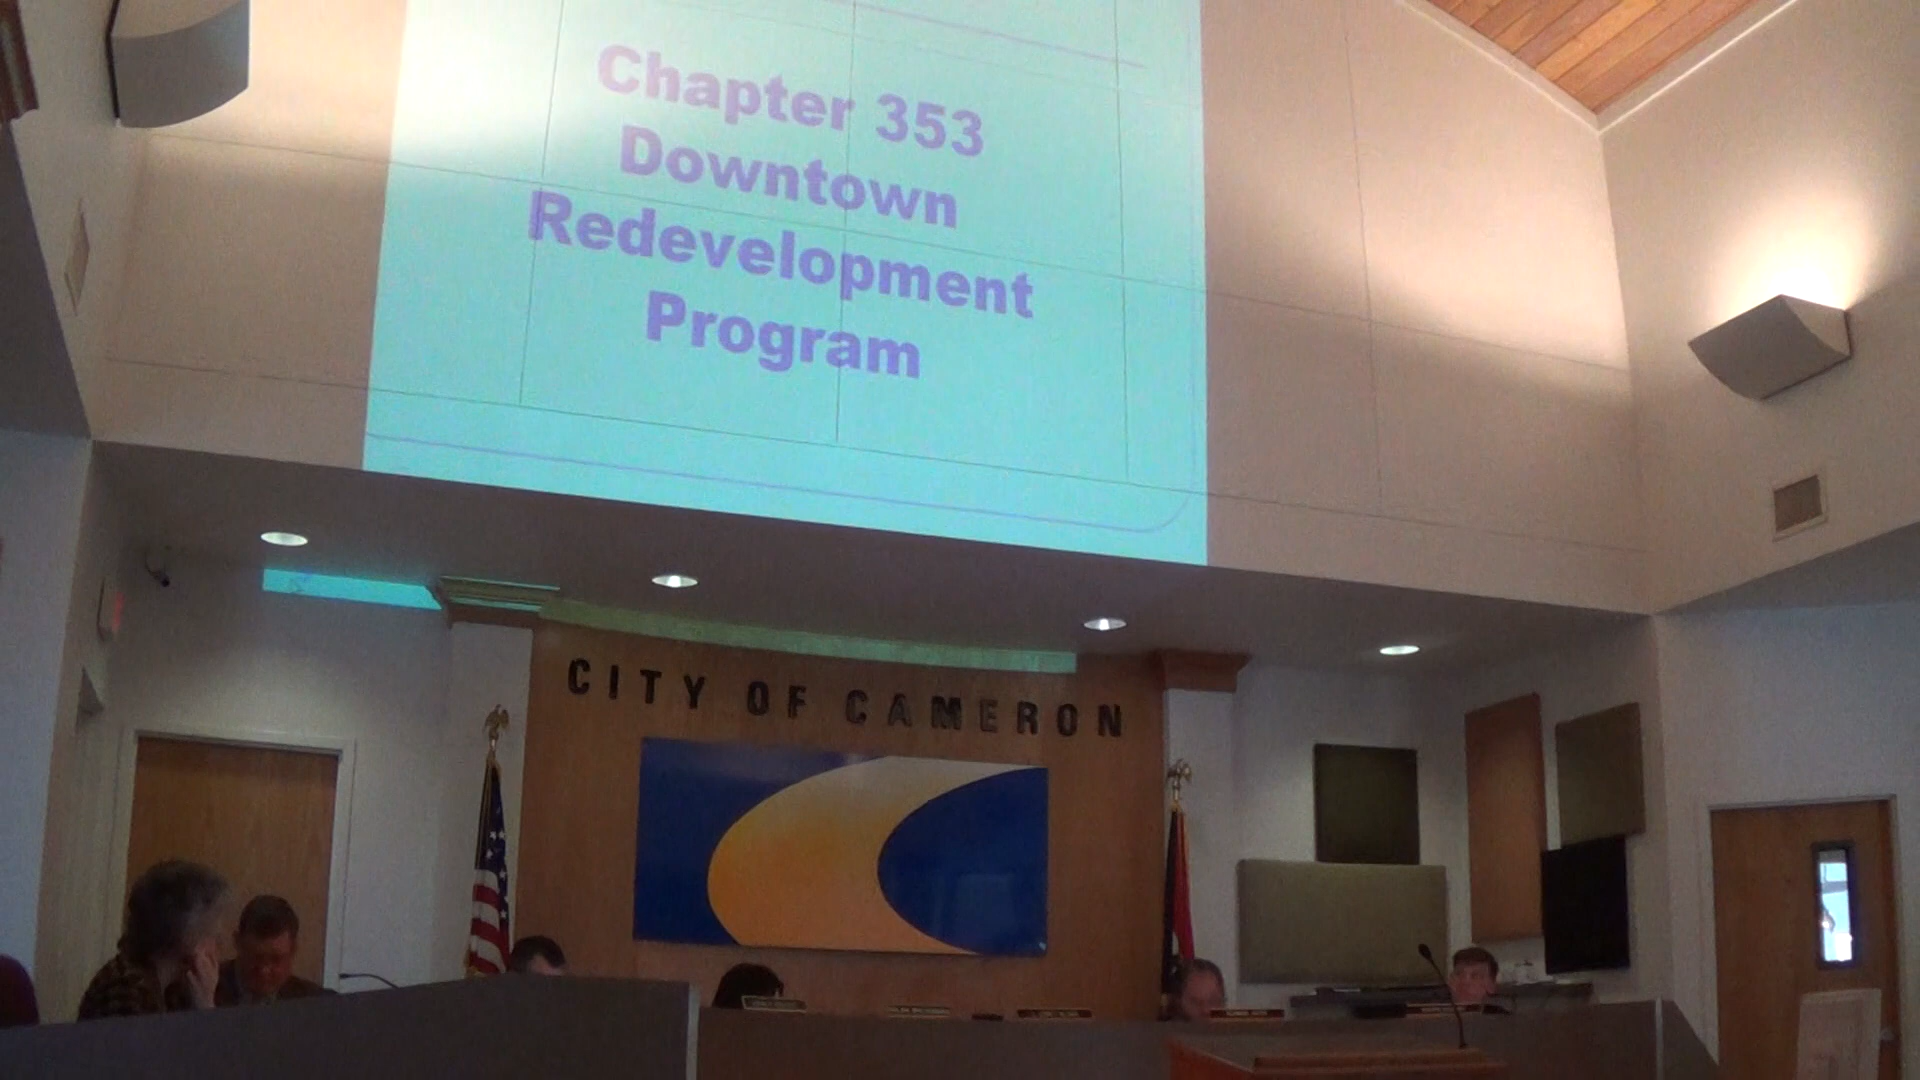 Chapter 353
Downtown
Redevelopment
Program
CITY OF CAMERON